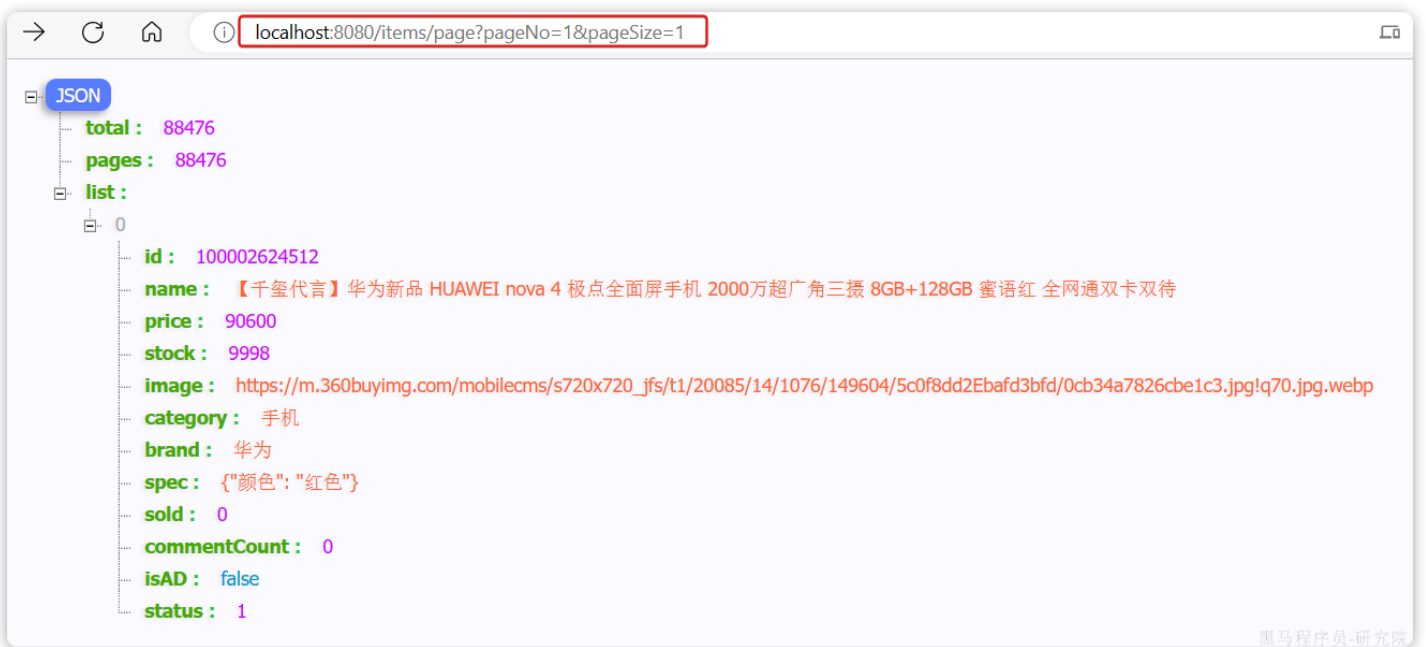 localhost:8080/items/page?pageNo=1&pageSize=1
JSON
total : 88476
pages : 88476
list :
0
id : 100002624512
name : 【千玺代言】华为新品 HUAWEI nova 4 极点全面屏手机 2000万超广角三摄 8GB+128GB 蜜语红 全网通双卡双待
price : 90600
stock : 9998
image : https://m.360buyimg.com/mobilecms/s720x720_jfs/t1/20085/14/1076/149604/5c0f8dd2Ebafd3bfd/0cb34a7826cbe1c3.jpg!q70.jpg.webp
category : 手机
brand : 华为
spec : {"颜色": "红色"}
sold : 0
commentCount : 0
isAD : false
status : 1
黑马程序员-研究院